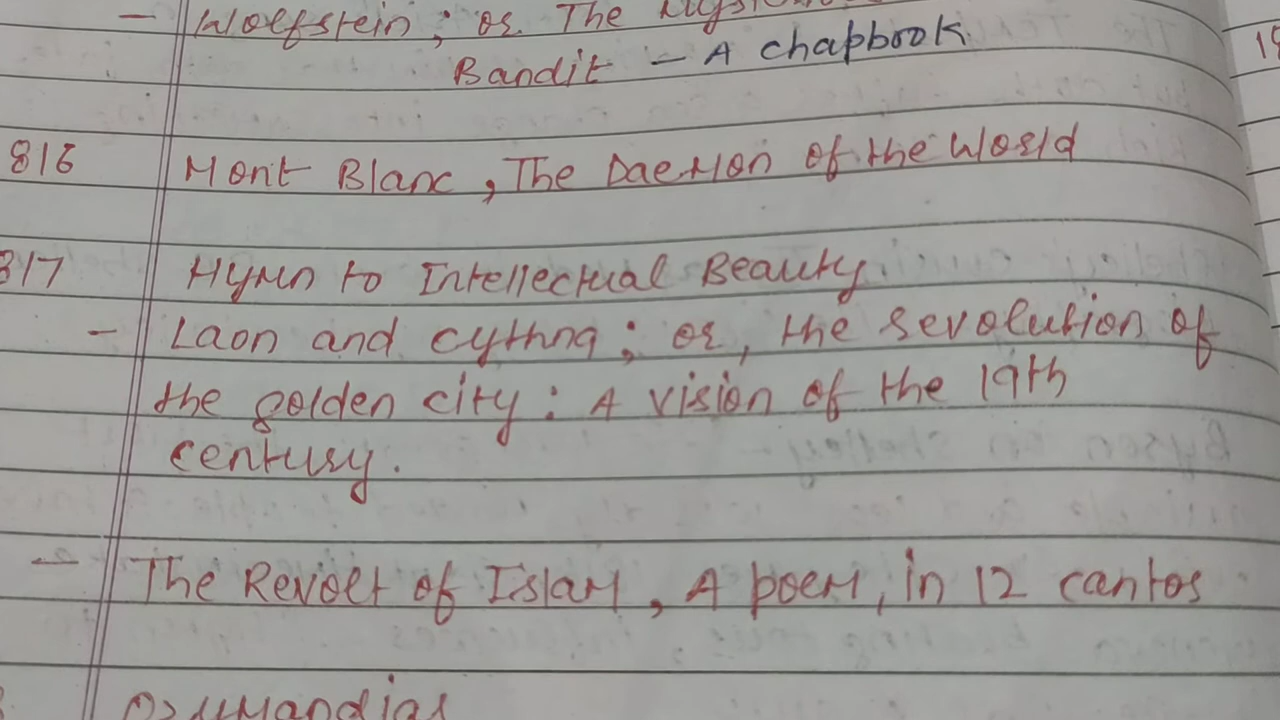 - Wolfstein; or The
Bandit - A chapbook
816 Mont Blanc, The Daemon of the World
817 Hymn to Intellectual Beauty.
- Laon and cythna; or, the revolution of
the golden city: A vision of the 19th
century.
- The Revolt of Islam, A poem, in 12 cantos
Ozymandias